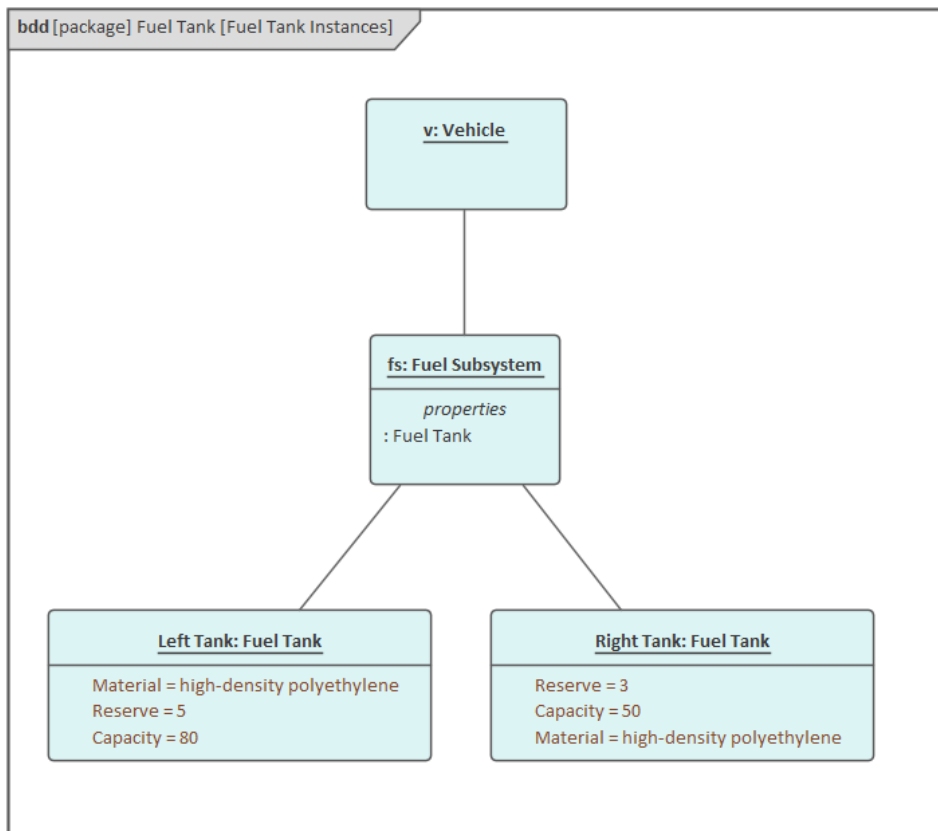 bdd [package] Fuel Tank [Fuel Tank Instances]
v: Vehicle
fs: Fuel Subsystem
properties
: Fuel Tank
Left Tank: Fuel Tank
Material = high-density polyethylene
Reserve = 5
Capacity = 80
Right Tank: Fuel Tank
Reserve = 3
Capacity = 50
Material = high-density polyethylene